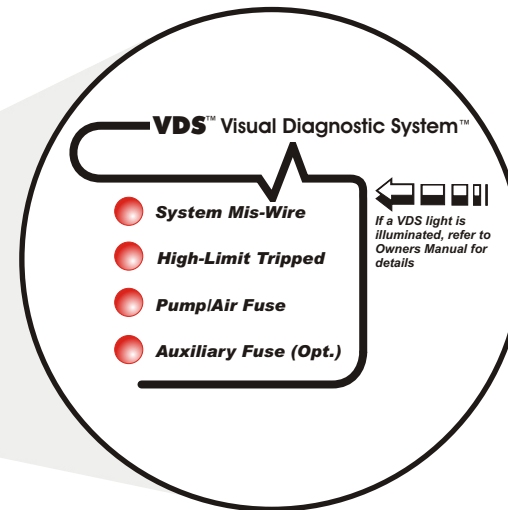 VDS™ Visual Diagnostic System™
System Mis-Wire
If a VDS light is
illuminated, refer to
Owners Manual for
details
High-Limit Tripped
Pump/Air Fuse
Auxiliary Fuse (Opt.)